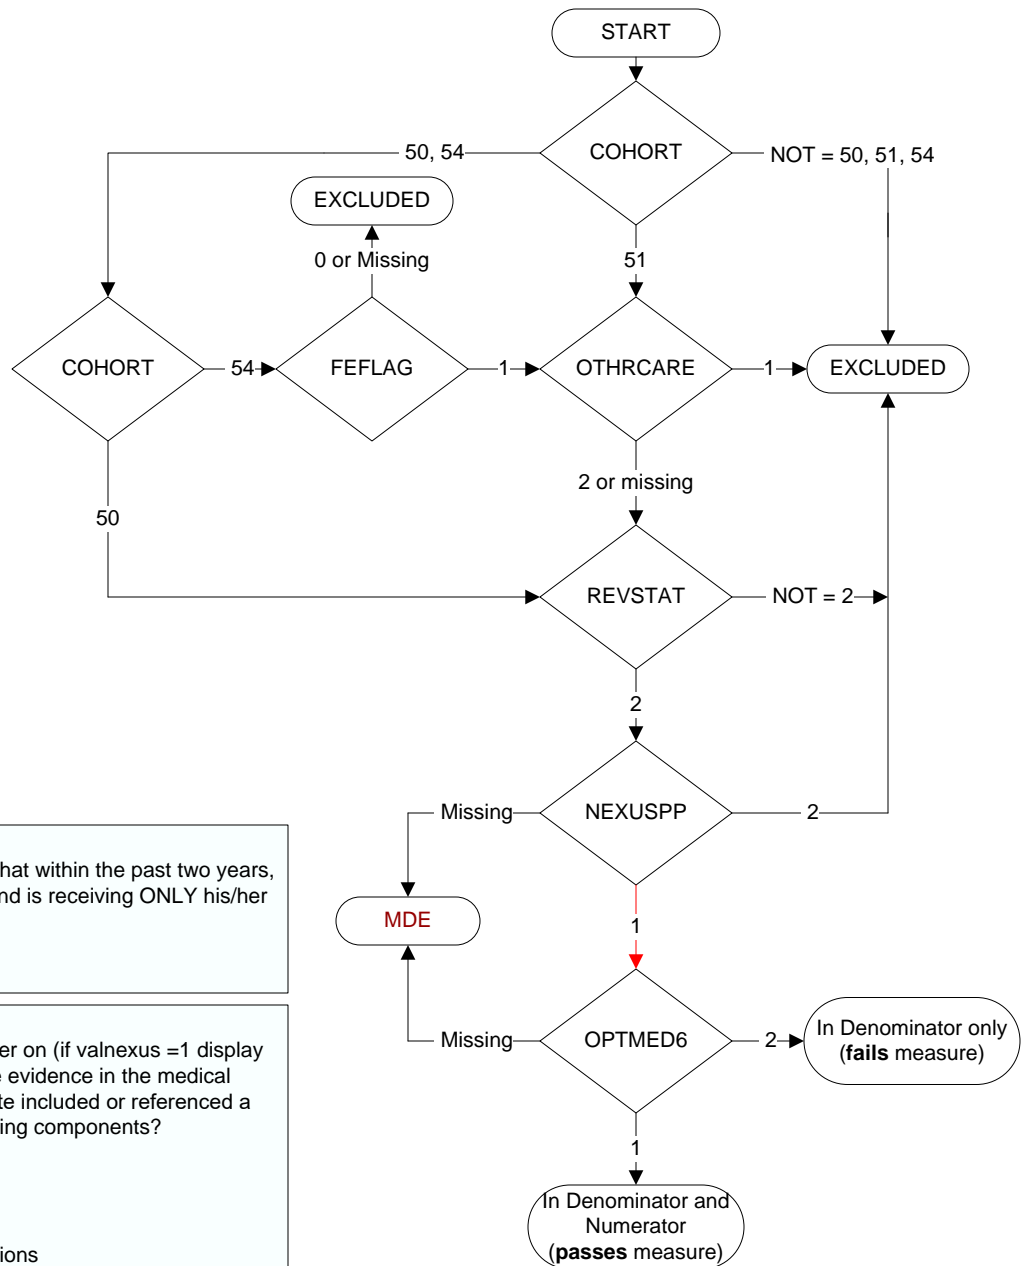 START
COHORT
50, 54
NOT = 50, 51, 54
EXCLUDED
0 or Missing
51
COHORT
54
FEFLAG
1
OTHRCARE
1
EXCLUDED
2 or missing
50
REVSTAT
NOT = 2
2
Missing
NEXUSPP
2
hat within the past two years,
nd is receiving ONLY his/her
MDE
1
er on (if valnexus =1 display
e evidence in the medical
te included or referenced a
ing components?
ions
Missing
OPTMED6
2
In Denominator only
(fails measure)
1
In Denominator and
Numerator
(passes measure)